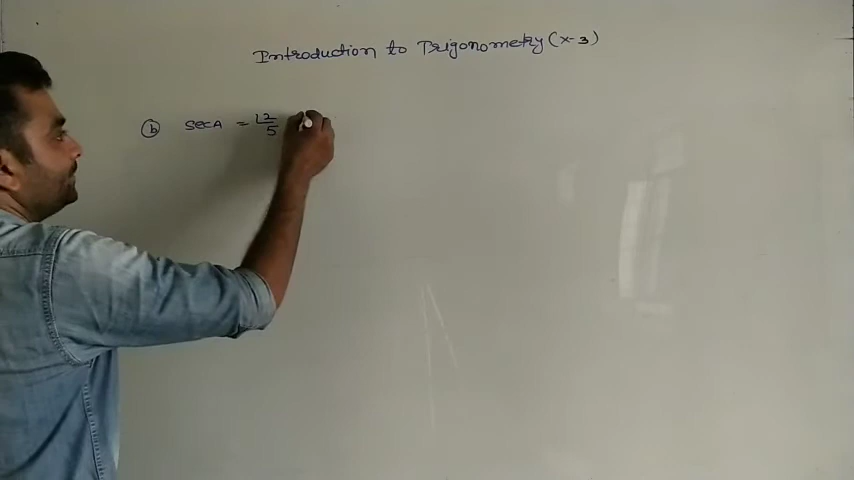 Introduction to Trigonometry (X-3)
(b) secA = 12/5